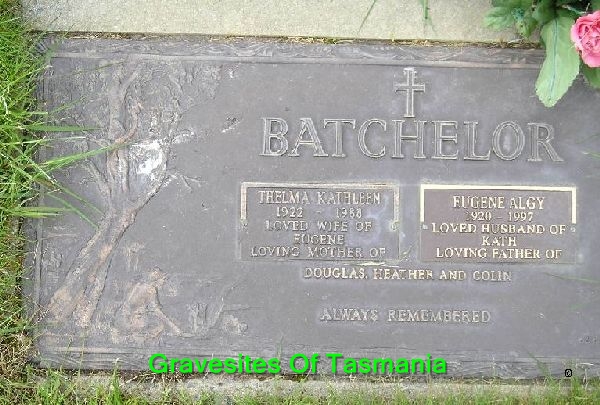 BATCHELOR
THELMA KATHLEEN
1922 - 1988
LOVED WIFE OF
EUGENE
LOVING MOTHER OF
EUGENE ALGY
1920 - 1997
LOVED HUSBAND OF
KATH
LOVING FATHER OF
DOUGLAS, HEATHER AND COLIN
ALWAYS REMEMBERED
Gravesites Of Tasmania